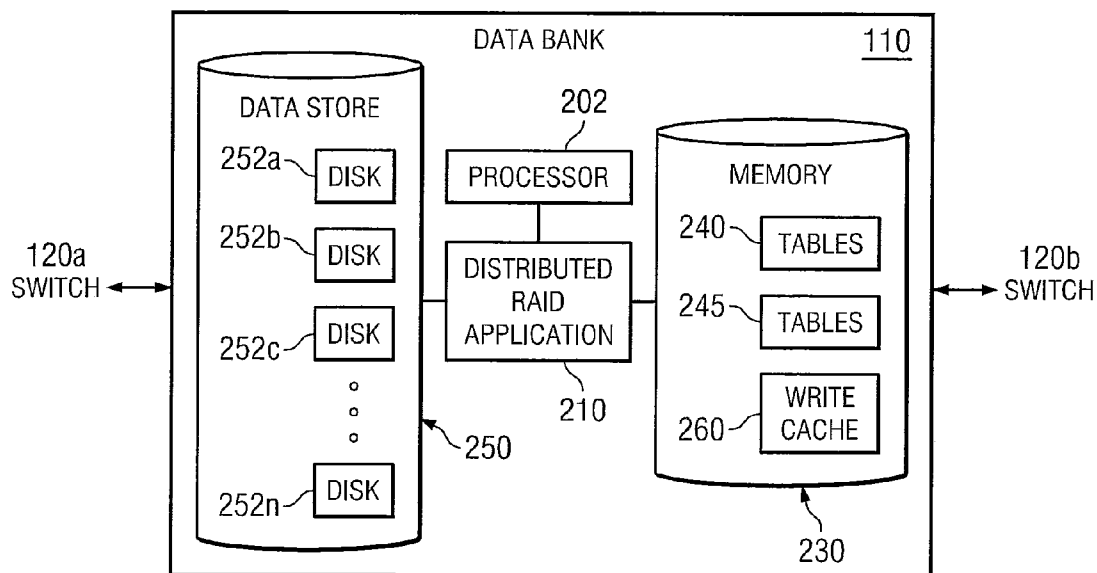 DATA BANK
110
DATA STORE
252a
DISK
252b
DISK
252c
DISK
252n
DISK
250
202
PROCESSOR
DISTRIBUTED
RAID
APPLICATION
210
MEMORY
240
TABLES
245
TABLES
260
WRITE
CACHE
230
120a
SWITCH
120b
SWITCH